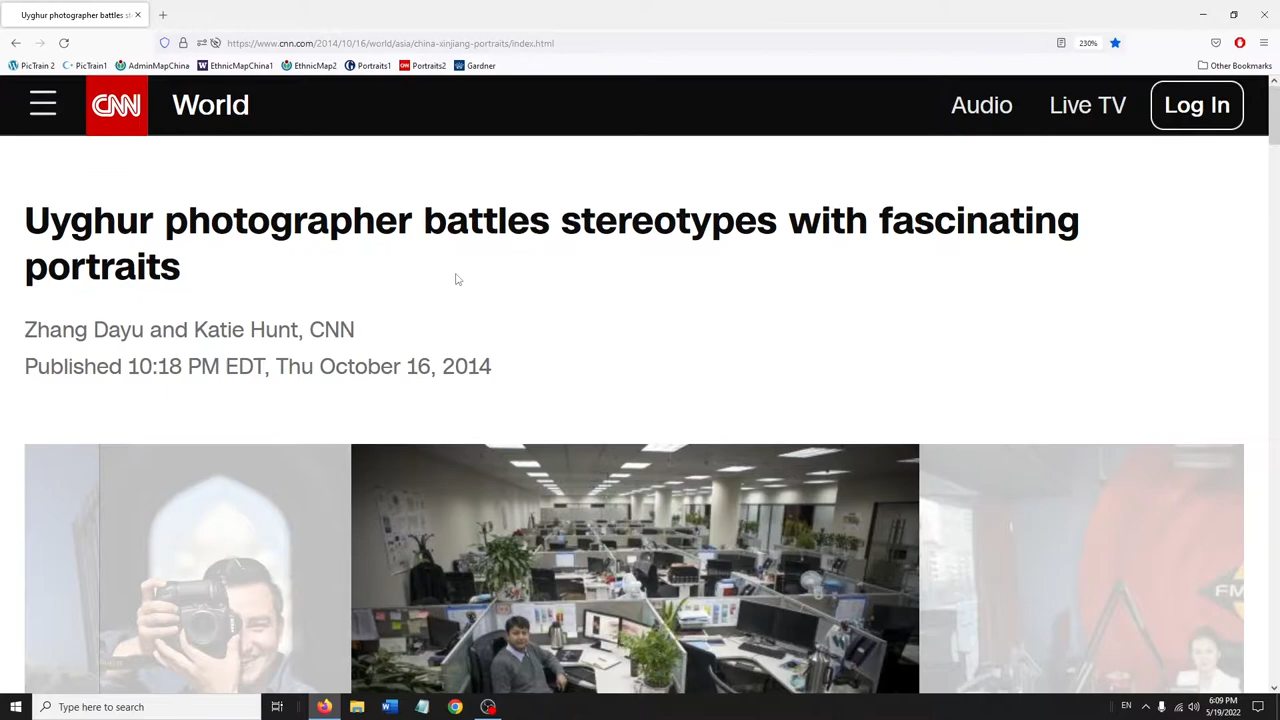 Uyghur photographer battles st
https://www.cnn.com/2014/10/16/world/asia/china-xinjiang-portraits/index.html
230%
PicTrain 2 PicTrain1 AdminMapChina EthnicMapChina1 EthnicMap2 Portraits1 Portraits2 Gardner Other Bookmarks
CNN World Audio Live TV Log In
Uyghur photographer battles stereotypes with fascinating
portraits
Zhang Dayu and Katie Hunt, CNN
Published 10:18 PM EDT, Thu October 16, 2014
FM
Type here to search
EN
6:09 PM
5/19/2022